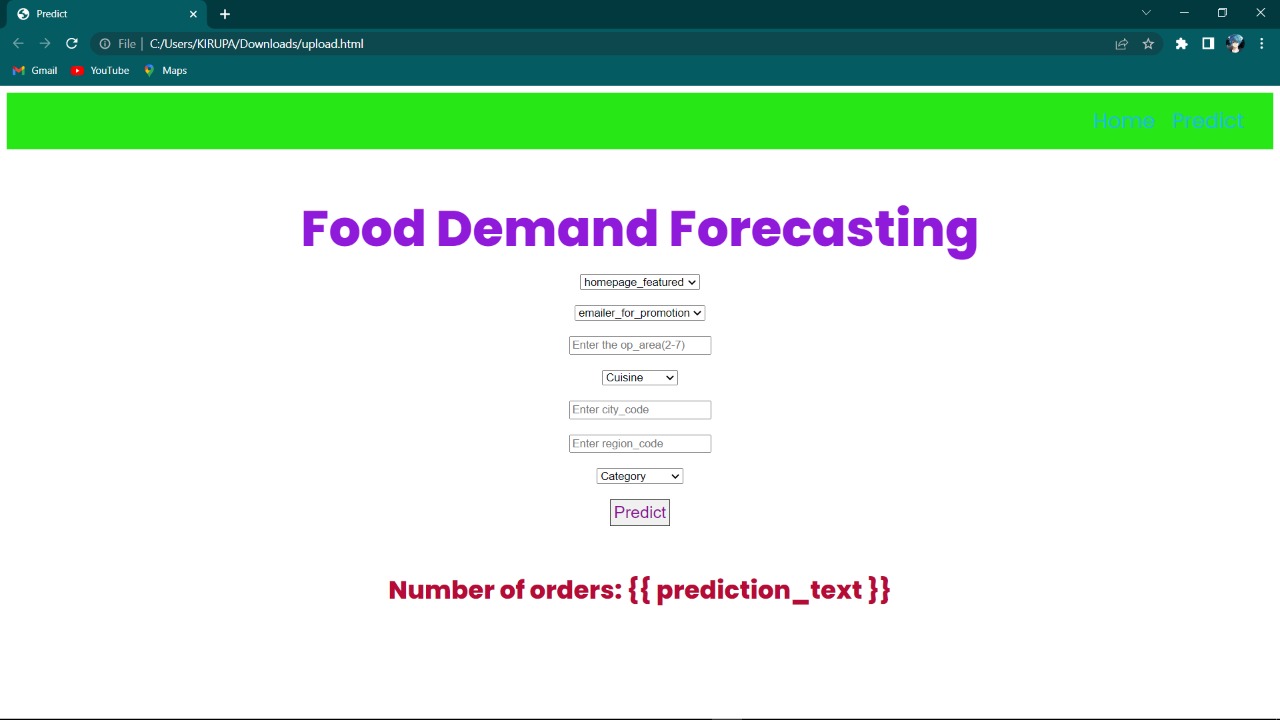 Predict
File | C:/Users/KIRUPA/Downloads/upload.html
Gmail YouTube Maps
Home Predict
Food Demand Forecasting
homepage_featured
emailer_for_promotion
Enter the op_area(2-7)
Cuisine
Enter city_code
Enter region_code
Category
Predict
Number of orders: {{ prediction_text }}